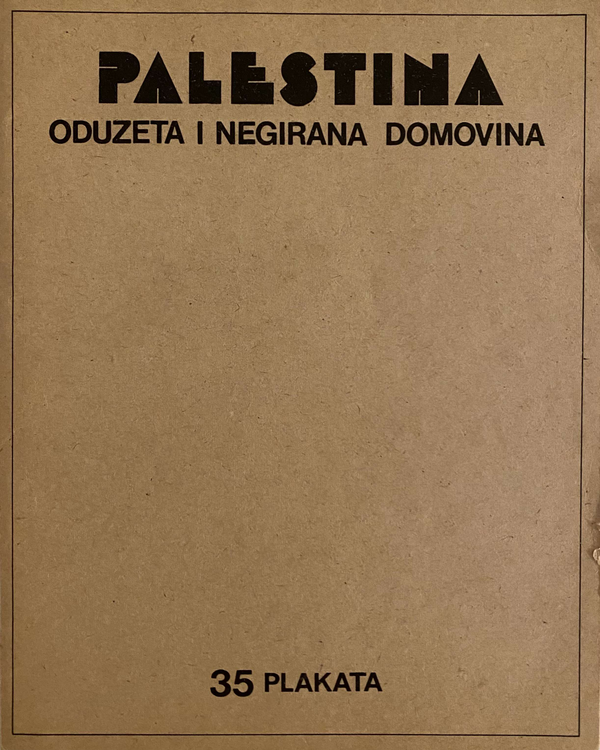 PALESTINA
ODUZETA I NEGIRANA DOMOVINA
35 PLAKATA